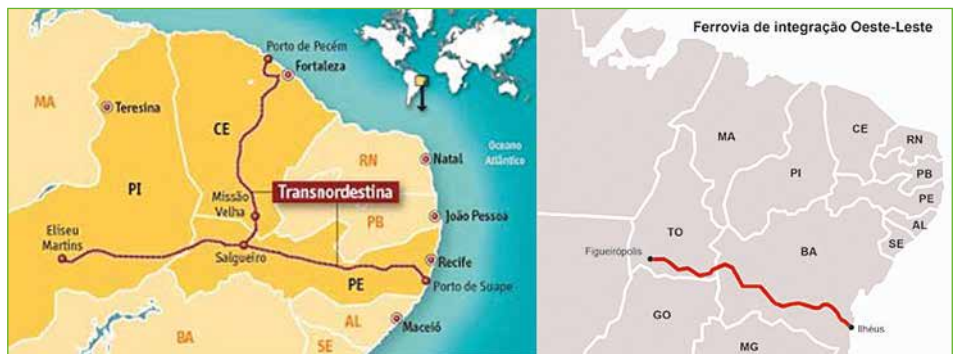 Porto de Pecém
Fortaleza
MA
Teresina
CE
RN
Natal
Oceano
Atlântico
PI
Transnordestina
Missão
Velha
PB
João Pessoa
Eliseu
Martins
Salgueiro
Recife
PE
Porto de Suape
BA
AL
Maceió
SE
Ferrovia de integração Oeste-Leste
MA
CE
RN
PI
PB
PE
AL
SE
TO
BA
Figueirópolis
GO
Ilhéus
MG